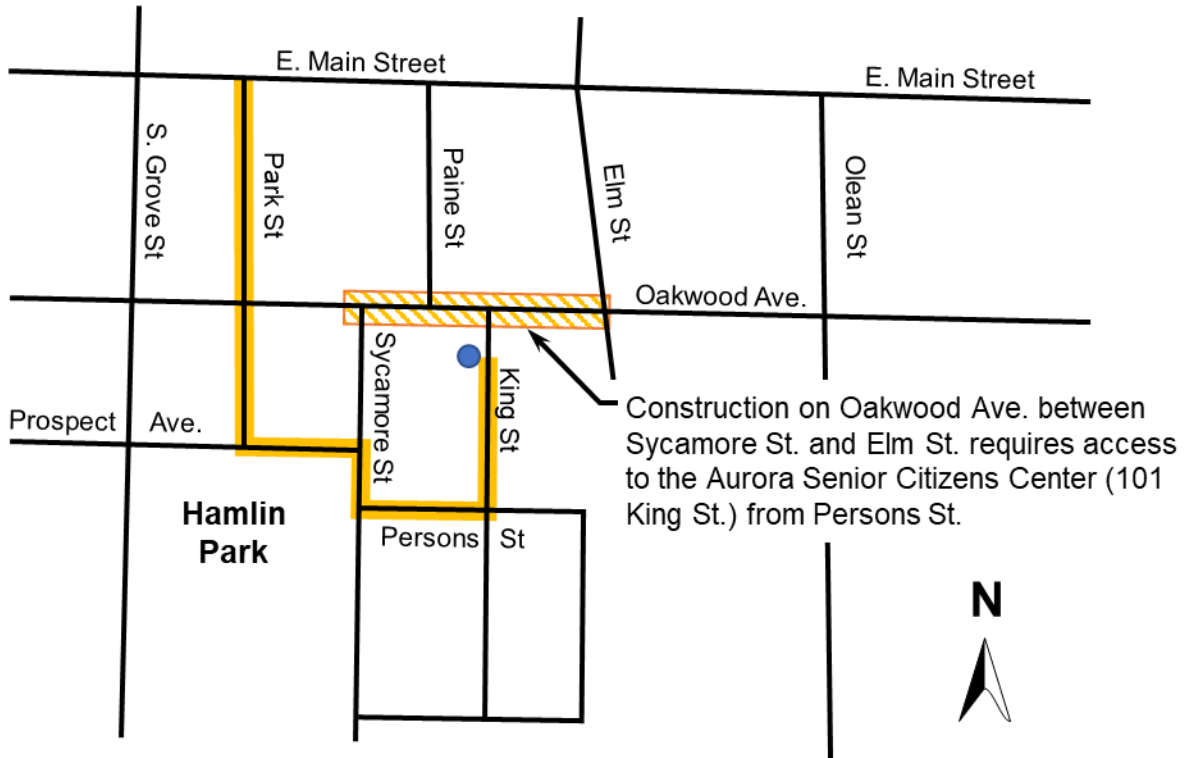 E. Main Street
E. Main Street
S. Grove St
Park St
Paine St
Elm St
Olean St
Oakwood Ave.
Sycamore St
King St
Prospect Ave.
Construction on Oakwood Ave. between
Sycamore St. and Elm St. requires access
to the Aurora Senior Citizens Center (101
King St.) from Persons St.
Hamlin
Park
Persons St
N